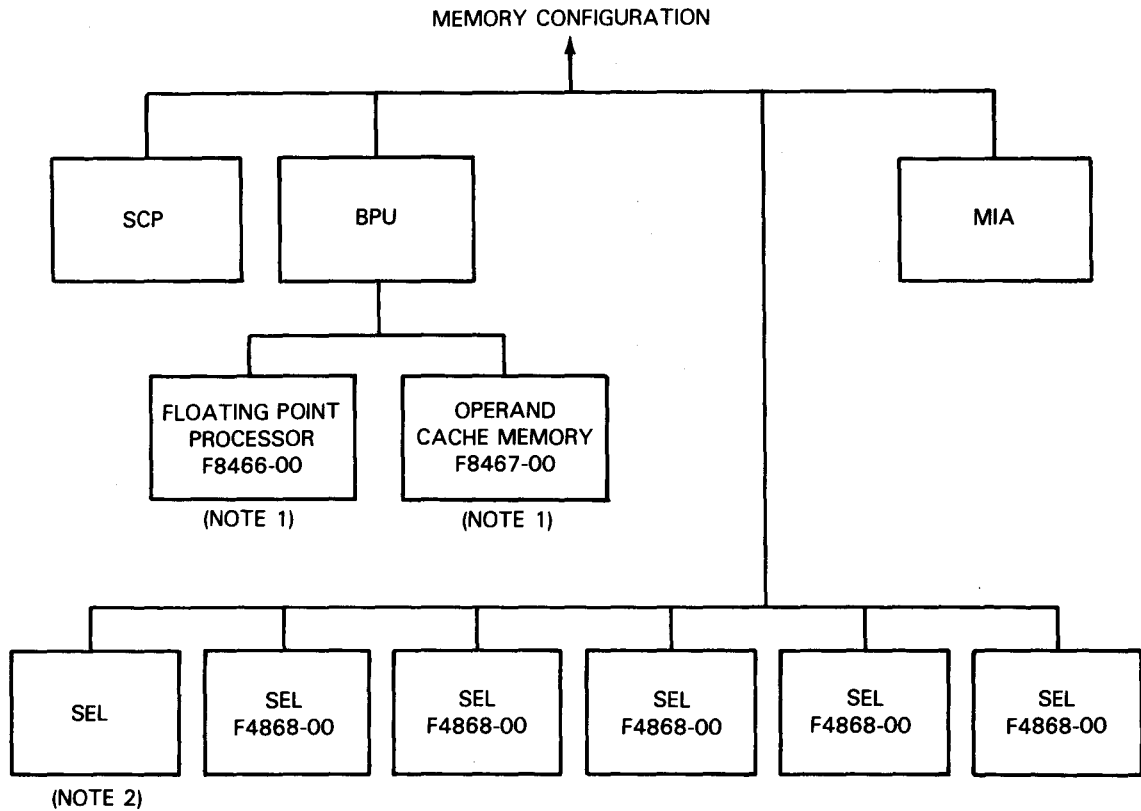 MEMORY CONFIGURATION
SCP
BPU
MIA
FLOATING POINT
PROCESSOR
F8466-00
OPERAND
CACHE MEMORY
F8467-00
(NOTE 1)
(NOTE 1)
SEL
SEL
F4868-00
SEL
F4868-00
SEL
F4868-00
SEL
F4868-00
SEL
F4868-00
(NOTE 2)